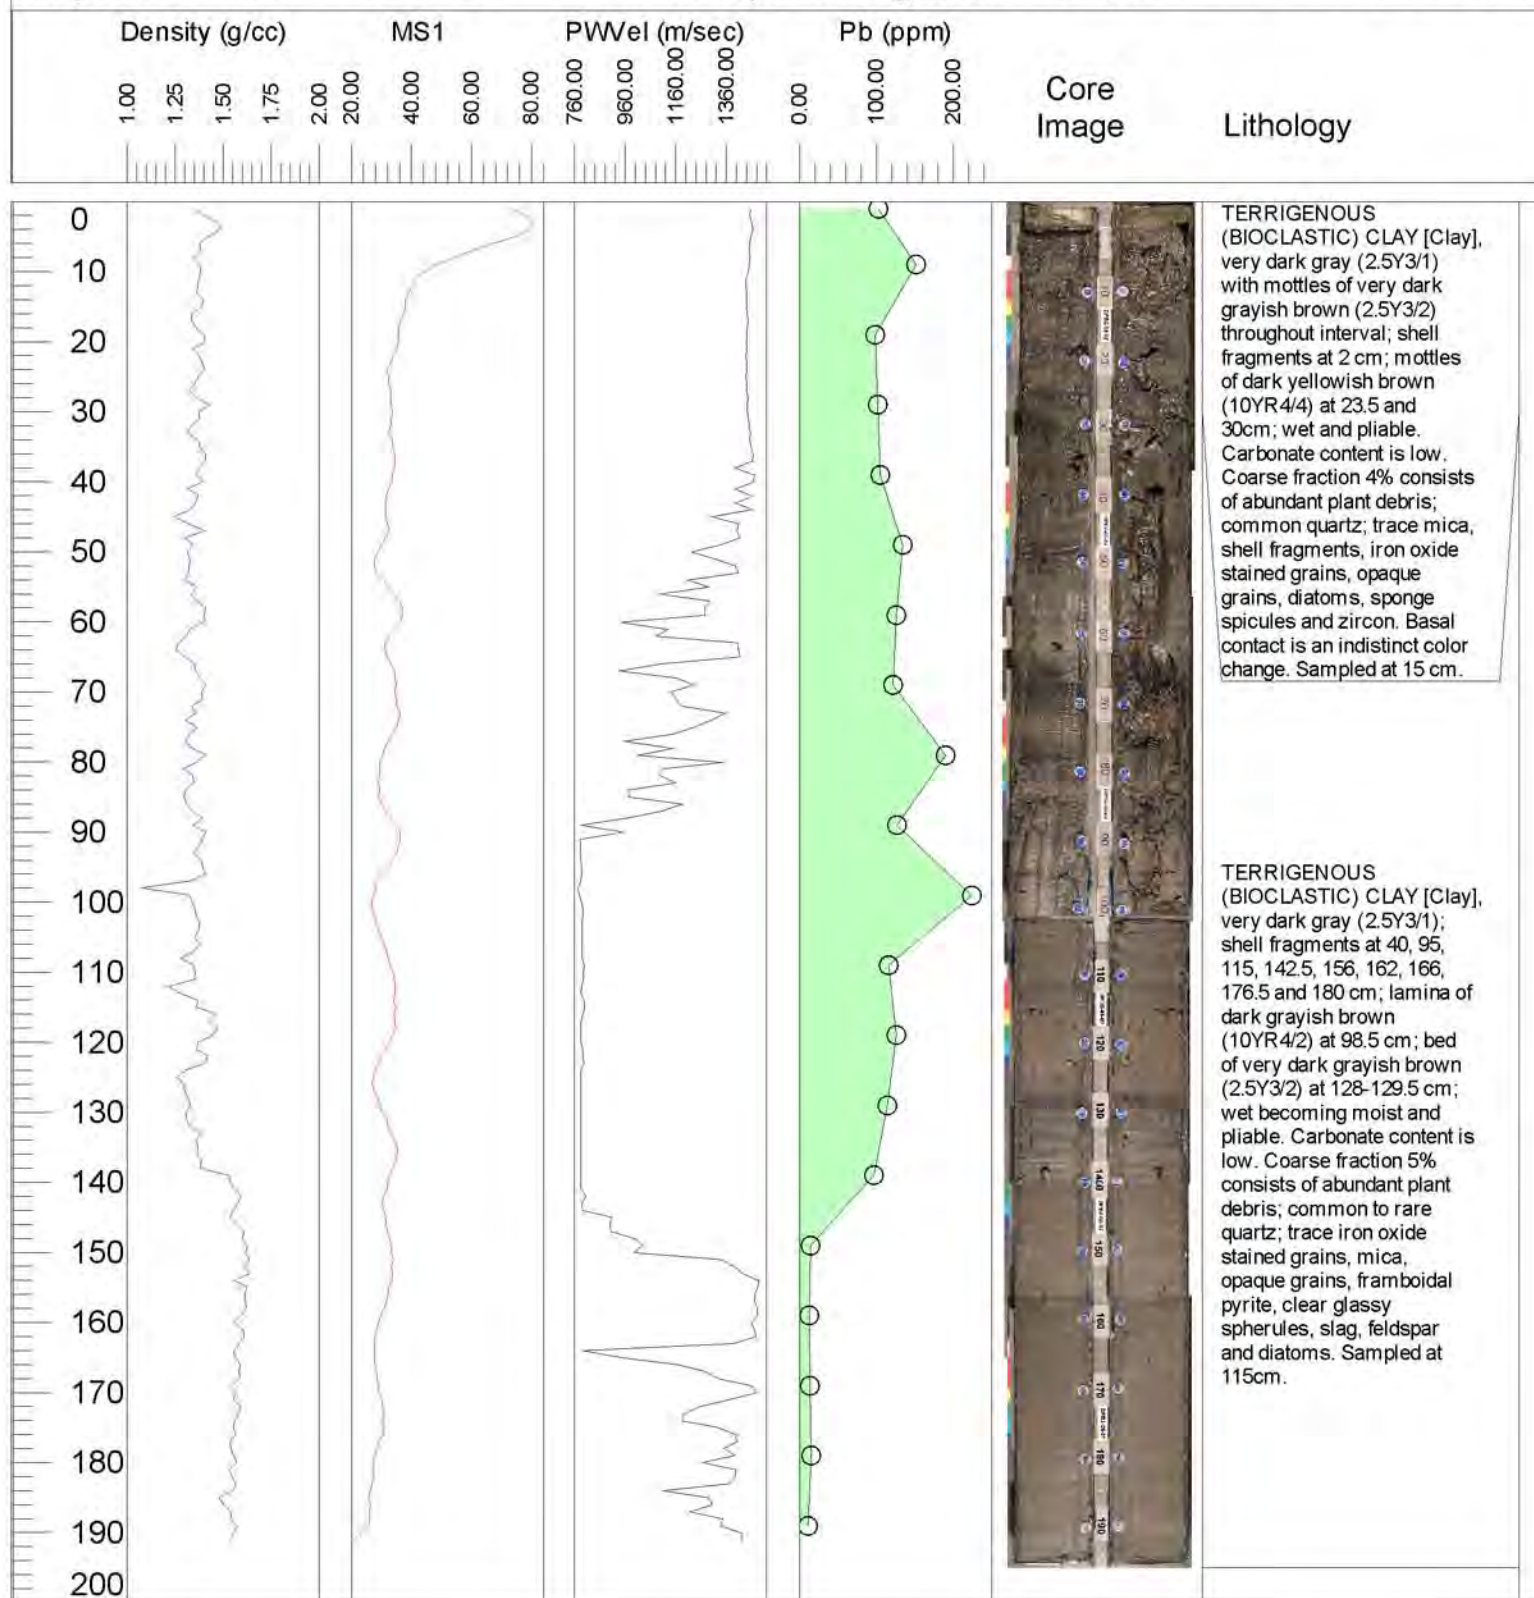 Density (g/cc) MS1 PWVel (m/sec) Pb (ppm)
1.00 1.25 1.50 1.75 2.00 20.00 40.00 60.00 80.00 760.00 960.00 1160.00 1360.00 0.00 100.00 200.00
Core
Image
Lithology
0
10
20
30
40
50
60
70
80
90
100
110
120
130
140
150
160
170
180
190
200
110
120
130
150
160
170
180
190
TERRIGENOUS
(BIOCLASTIC) CLAY [Clay],
very dark gray (2.5Y3/1)
with mottles of very dark
grayish brown (2.5Y3/2)
throughout interval; shell
fragments at 2 cm; mottles
of dark yellowish brown
(10YR4/4) at 23.5 and
30cm; wet and pliable.
Carbonate content is low.
Coarse fraction 4% consists
of abundant plant debris;
common quartz; trace mica,
shell fragments, iron oxide
stained grains, opaque
grains, diatoms, sponge
spicules and zircon. Basal
contact is an indistinct color
change. Sampled at 15 cm.
TERRIGENOUS
(BIOCLASTIC) CLAY [Clay],
very dark gray (2.5Y3/1);
shell fragments at 40, 95,
115, 142.5, 156, 162, 166,
176.5 and 180 cm; lamina of
dark grayish brown
(10YR4/2) at 98.5 cm; bed
of very dark grayish brown
(2.5Y3/2) at 128-129.5 cm;
wet becoming moist and
pliable. Carbonate content is
low. Coarse fraction 5%
consists of abundant plant
debris; common to rare
quartz; trace iron oxide
stained grains, mica,
opaque grains, framboidal
pyrite, clear glassy
spherules, slag, feldspar
and diatoms. Sampled at
115cm.